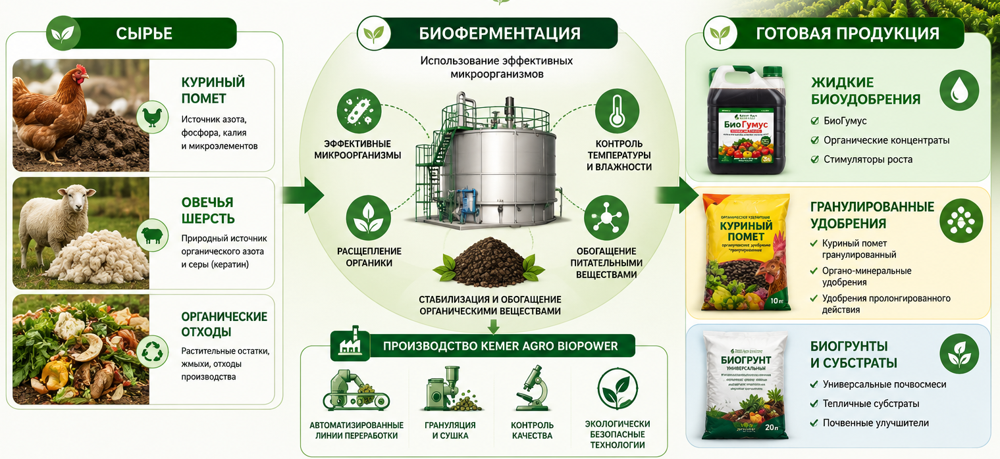 СЫРЬЕ
КУРИНЫЙ
ПОМЕТ
Источник азота,
фосфора, калия
и микроэлементов
ОВЕЧЬЯ
ШЕРСТЬ
Природный источник
органического азота
и серы (кератин)
ОРГАНИЧЕСКИЕ
ОТХОДЫ
Растительные остатки,
жмыхи, отходы
производства
БИОФЕРМЕНТАЦИЯ
Использование эффективных
микроорганизмов
ЭФФЕКТИВНЫЕ
МИКРООРГАНИЗМЫ
КОНТРОЛЬ
ТЕМПЕРАТУРЫ
И ВЛАЖНОСТИ
РАСЩЕПЛЕНИЕ
ОРГАНИКИ
ОБОГАЩЕНИЕ
ПИТАТЕЛЬНЫМИ
ВЕЩЕСТВАМИ
СТАБИЛИЗАЦИЯ И ОБОГАЩЕНИЕ
ОРГАНИЧЕСКИМИ ВЕЩЕСТВАМИ
ПРОИЗВОДСТВО KEMER AGRO BIOPOWER
АВТОМАТИЗИРОВАННЫЕ
ЛИНИИ ПЕРЕРАБОТКИ
ГРАНУЛЯЦИЯ
И СУШКА
КОНТРОЛЬ
КАЧЕСТВА
ЭКОЛОГИЧЕСКИ
БЕЗОПАСНЫЕ
ТЕХНОЛОГИИ
ГОТОВАЯ ПРОДУКЦИЯ
БиоГумус
ЖИДКИЕ
БИОУДОБРЕНИЯ
БиоГумус
Органические концентраты
Стимуляторы роста
КУРИНЫЙ
ПОМЕТ
10
ГРАНУЛИРОВАННЫЕ
УДОБРЕНИЯ
Куриный помет
гранулированный
Органо-минеральные
удобрения
Удобрения пролонгированного
действия
БИОГРУНТ
УНИВЕРСАЛЬНЫЙ
20л
БИОГРУНТЫ
И СУБСТРАТЫ
Универсальные почвосмеси
Тепличные субстраты
Почвенные улучшители